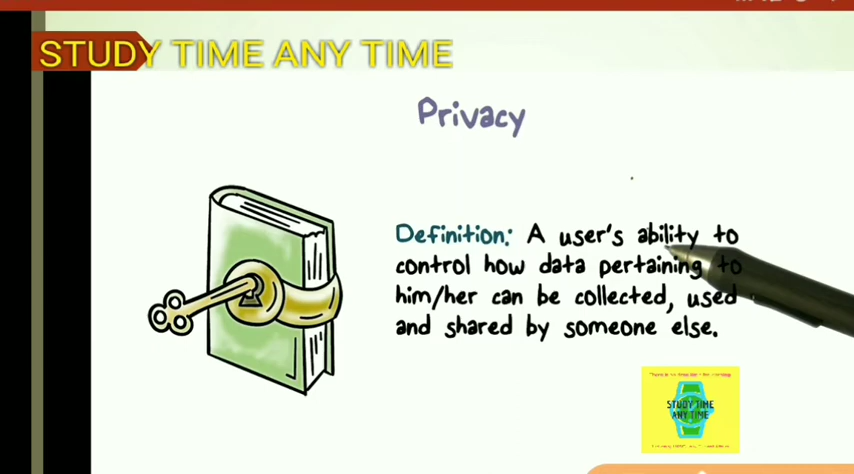 STUDY TIME ANY TIME
Privacy
Definition: A user's ability to
control how data pertaining to
him/her can be collected, used
and shared by someone else.
STUDY TIME
ANY TIME